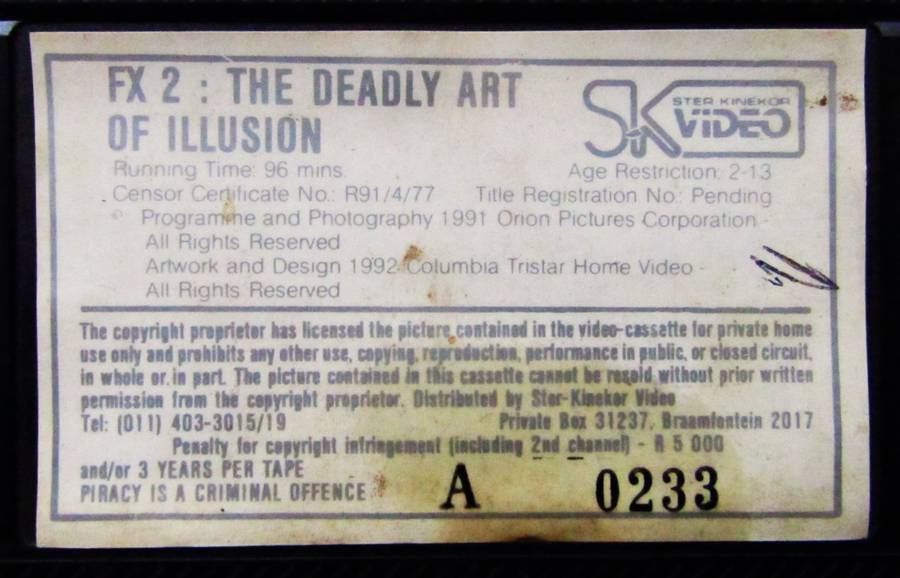 FX 2 : THE DEADLY ART
OF ILLUSION
SK STER KINEKOR
VIDEO
Running Time: 96 mins.
Age Restriction: 2-13
Censor Certificate No.: R91/4/77
Title Registration No.: Pending
Programme and Photography 1991 Orion Pictures Corporation -
All Rights Reserved
Artwork and Design 1992 Columbia Tristar Home Video -
All Rights Reserved
The copyright proprietor has licensed the picture contained in the video-cassette for private home
use only and prohibits any other use, copying, reproduction, performance in public, or closed circuit,
in whole or in part. The picture contained in this cassette cannot be resold without prior written
permission from the copyright proprietor. Distributed by Ster-Kinekor Video
Tel: (011) 403-3015/19
Private Box 31237, Braamfontein 2017
Penalty for copyright infringement (including 2nd channel) - R 5 000
and/or 3 YEARS PER TAPE
PIRACY IS A CRIMINAL OFFENCE
A 0233